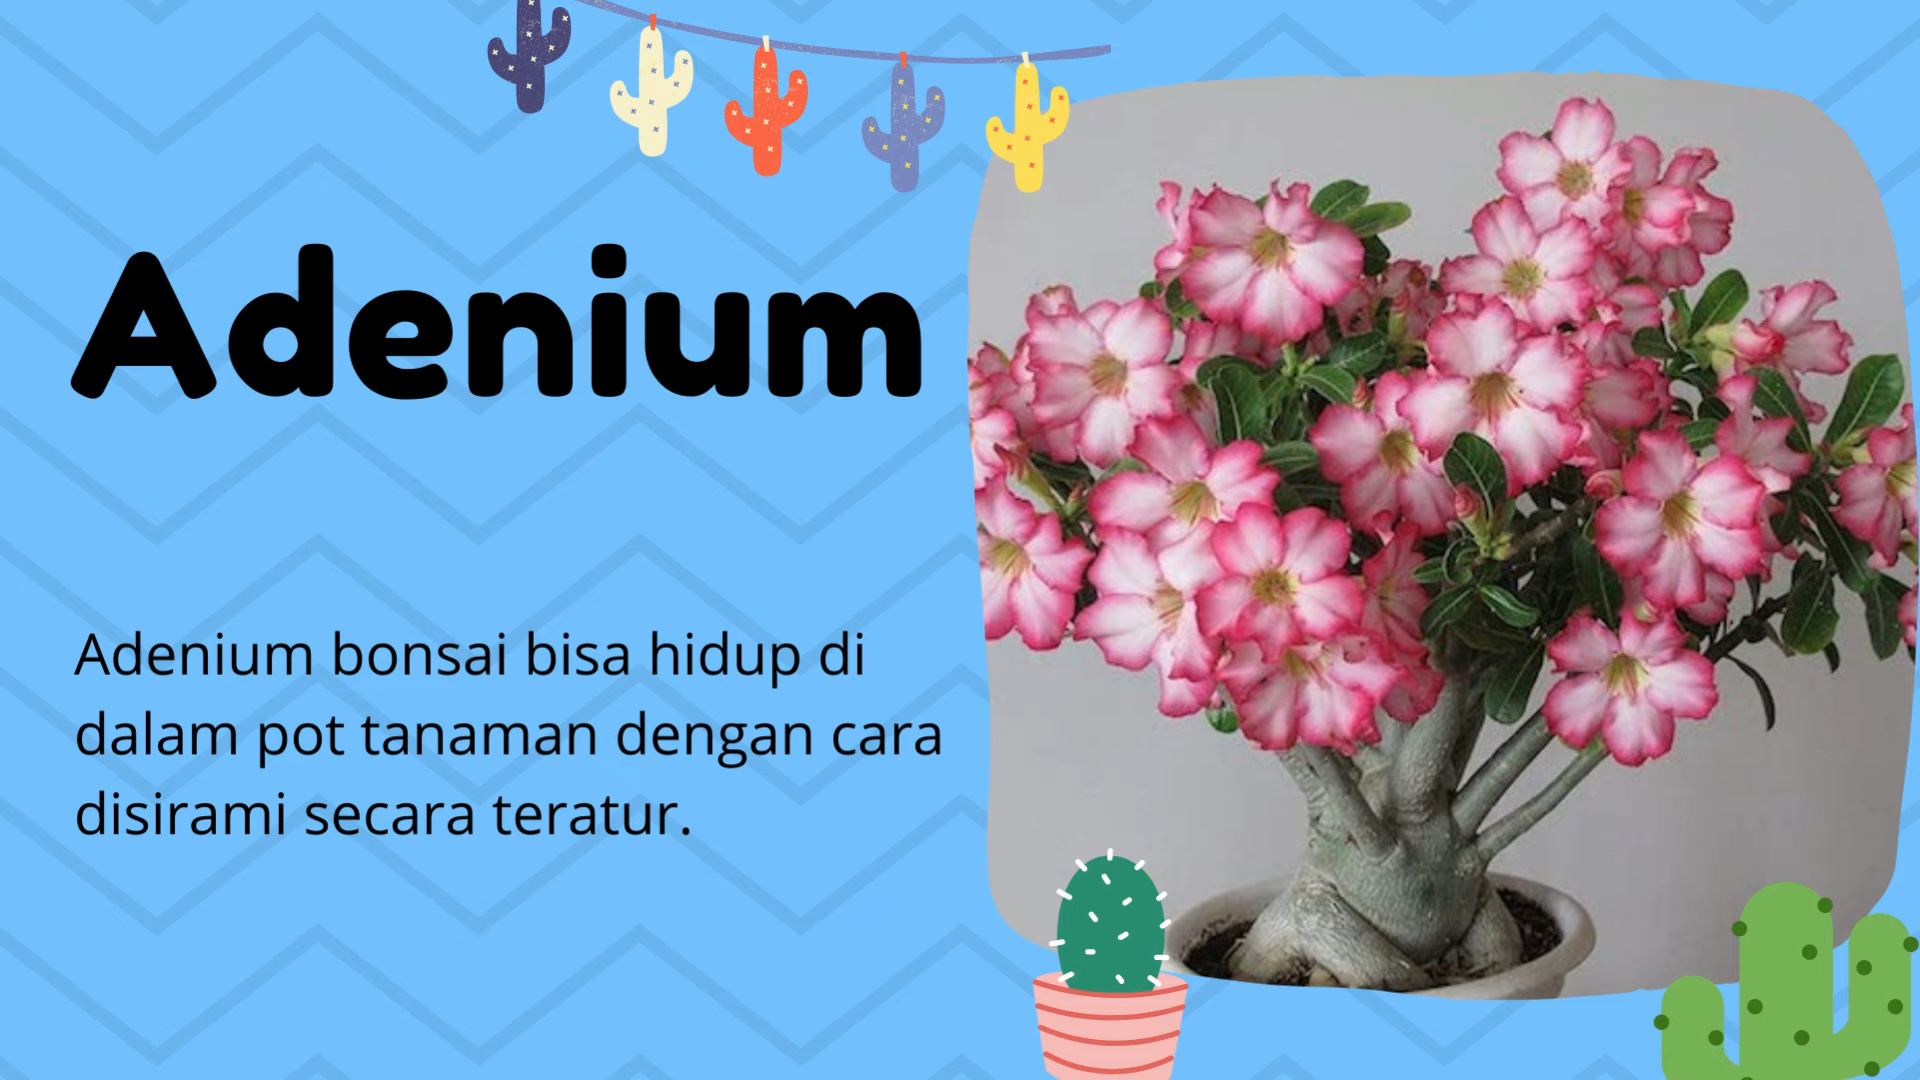 Adenium
Adenium bonsai bisa hidup di
dalam pot tanaman dengan cara
disirami secara teratur.